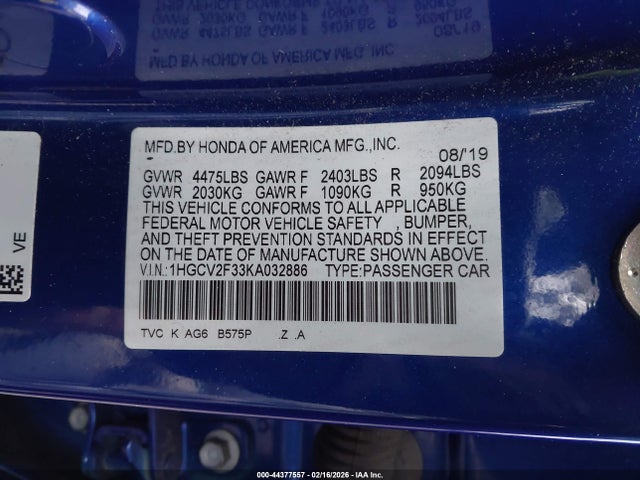 MFD.BY HONDA OF AMERICA MFG.,INC.
08/'19
GVWR 4475LBS GAWR F 2403LBS R 2094LBS
GVWR 2030KG GAWR F 1090KG R 950KG
THIS VEHICLE CONFORMS TO ALL APPLICABLE
FEDERAL MOTOR VEHICLE SAFETY , BUMPER,
AND THEFT PREVENTION STANDARDS IN EFFECT
ON THE DATE OF MANUFACTURE SHOWN ABOVE.
V.I.N.:1HGCV2F33KA032886 TYPE:PASSENGER CAR
TVC K AG6 B575P .Z .A
VE
000-44377557 - 02/16/2026 - IAA Inc.